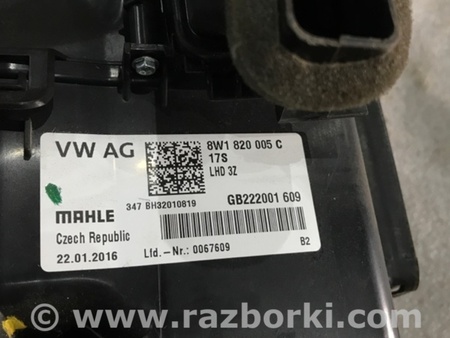 VW AG
8W1 820 005 C
17S
LHD 3Z
347 BH32010819
GB222001 609
MAHLE
Czech Republic
22.01.2016
Lfd.-Nr.: 0067609
B2
www.razborki.com